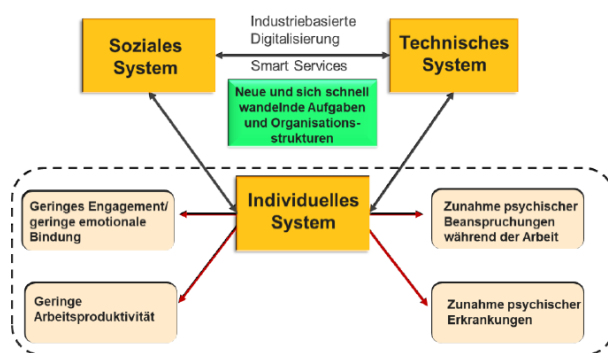 Industriebasierte
Digitalisierung
Soziales
System
Technisches
System
Smart Services
Neue und sich schnell
wandelnde Aufgaben
und Organisations-
strukturen
Individuelles
System
Geringes Engagement/
geringe emotionale
Bindung
Zunahme psychischer
Beanspruchungen
während der Arbeit
Geringe
Arbeitsproduktivität
Zunahme psychischer
Erkrankungen